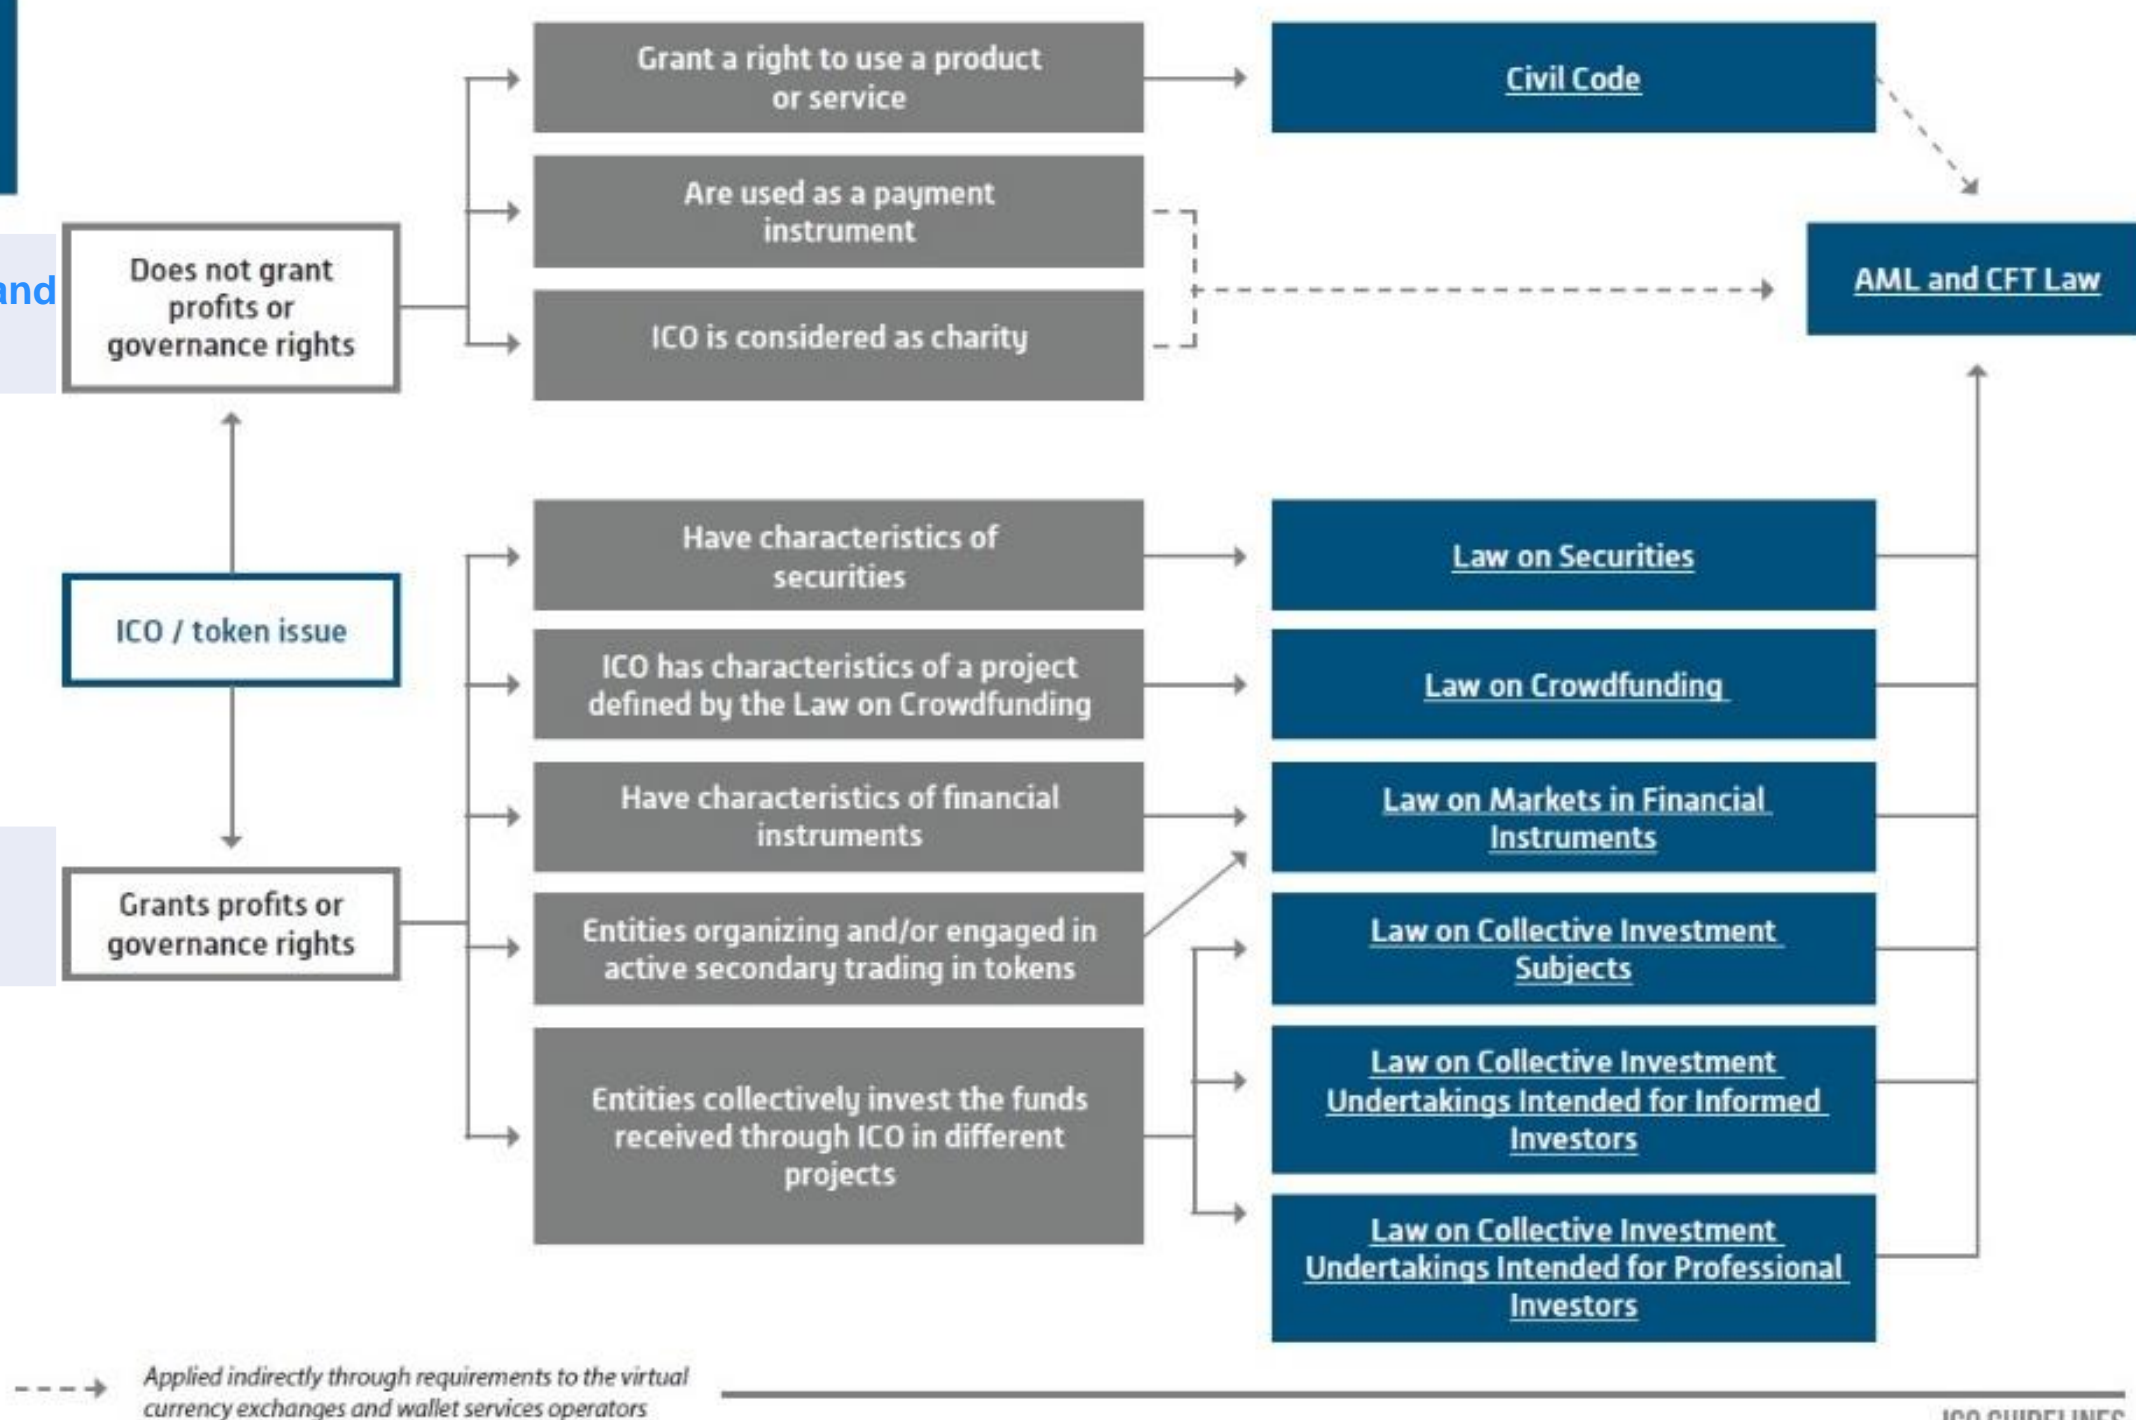 Grant a right to use a product
or service
Civil Code
Are used as a payment
instrument
and
Does not grant
profits or
governance rights
AML and CFT Law
ICO is considered as charity
Have characteristics of
securities
Law on Securities
ICO / token issue
ICO has characteristics of a project
defined by the Law on Crowdfunding
Law on Crowdfunding
Have characteristics of financial
instruments
Law on Markets in Financial
Instruments
Grants profits or
governance rights
Entities organizing and/or engaged in
active secondary trading in tokens
Law on Collective Investment
Subjects
Entities collectively invest the funds
received through ICO in different
projects
Law on Collective Investment
Undertakings Intended for Informed
Investors
Law on Collective Investment
Undertakings Intended for Professional
Investors
Applied indirectly through requirements to the virtual
currency exchanges and wallet services operators
ICO GUIDELINES